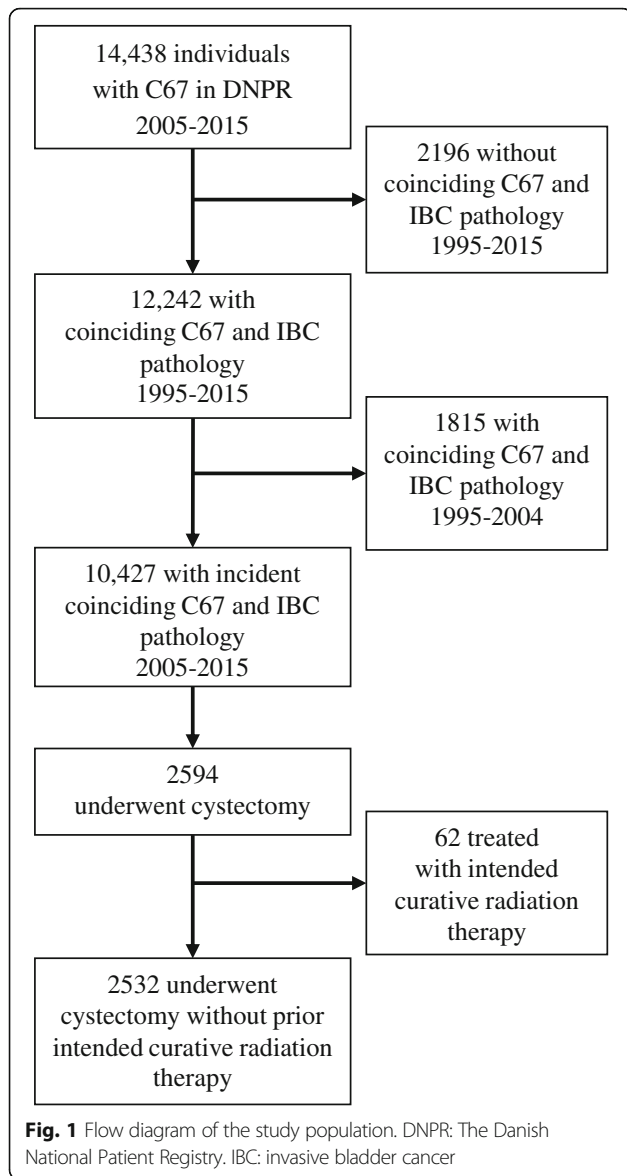 14,438 individuals
with C67 in DNPR
2005-2015
2196 without
coinciding C67 and
IBC pathology
1995-2015
12,242 with
coinciding C67 and IBC
pathology
1995-2015
1815 with
coinciding C67 and
IBC pathology
1995-2004
10,427 with incident
coinciding C67 and IBC
pathology
2005-2015
2594
underwent cystectomy
62 treated
with intended
curative radiation
therapy
2532 underwent
cystectomy without prior
intended curative radiation
therapy
Fig. 1 Flow diagram of the study population. DNPR: The Danish
National Patient Registry. IBC: invasive bladder cancer